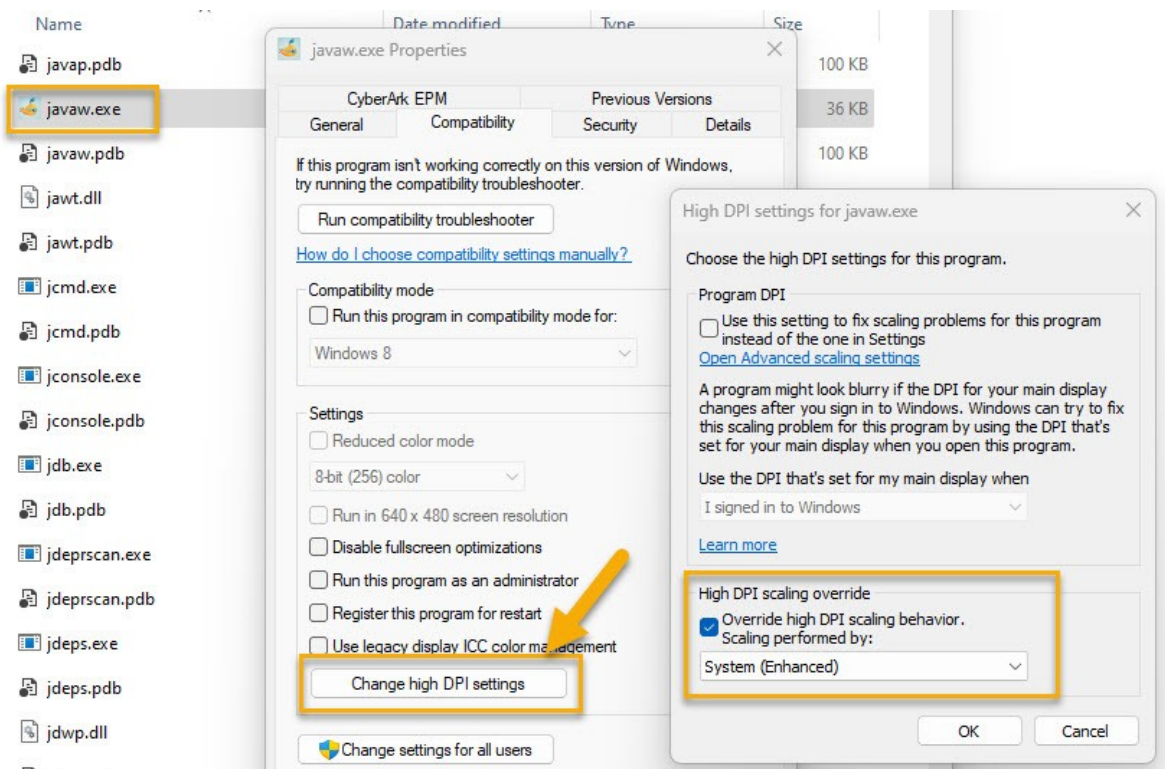 Name Date modified Type Size
javap.pdb 100 KB
javaw.exe 36 KB
javaw.pdb 100 KB
jawt.dll
jawt.pdb
jcmd.exe
jcmd.pdb
jconsole.exe
jconsole.pdb
jdb.exe
jdb.pdb
jdeprscan.exe
jdeprscan.pdb
jdeps.exe
jdeps.pdb
jdwp.dll
javaw.exe Properties
CyberArk EPM Previous Versions
General Compatibility Security Details
If this program isn't working correctly on this version of Windows,
try running the compatibility troubleshooter.
Run compatibility troubleshooter
How do I choose compatibility settings manually?
Compatibility mode
Run this program in compatibility mode for:
Windows 8
Settings
Reduced color mode
8-bit (256) color
Run in 640 x 480 screen resolution
Disable fullscreen optimizations
Run this program as an administrator
Register this program for restart
Use legacy display ICC color management
Change high DPI settings
Change settings for all users
High DPI settings for javaw.exe
Choose the high DPI settings for this program.
Program DPI
Use this setting to fix scaling problems for this program
instead of the one in Settings
Open Advanced scaling settings
A program might look blurry if the DPI for your main display
changes after you sign in to Windows. Windows can try to fix
this scaling problem for this program by using the DPI that's
set for your main display when you open this program.
Use the DPI that's set for my main display when
I signed in to Windows
Learn more
High DPI scaling override
Override high DPI scaling behavior.
Scaling performed by:
System (Enhanced)
OK Cancel